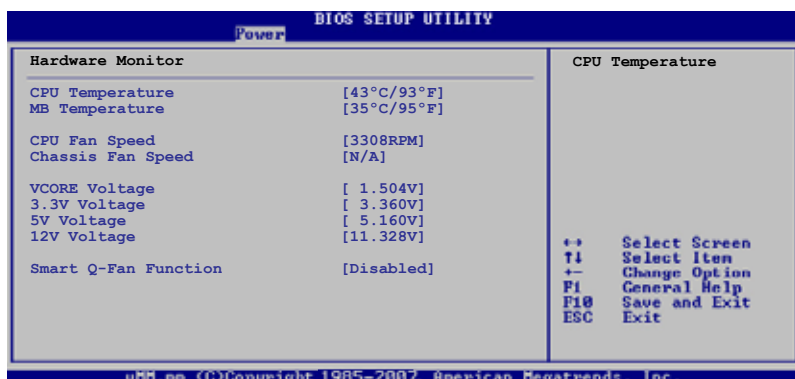 BIOS SETUP UTILITY
Power
Hardware Monitor
CPU Temperature [43°C/93°F]
MB Temperature [35°C/95°F]
CPU Fan Speed [3308RPM]
Chassis Fan Speed [N/A]
VCORE Voltage [ 1.504V]
3.3V Voltage [ 3.360V]
5V Voltage [ 5.160V]
12V Voltage [11.328V]
Smart Q-Fan Function [Disabled]
CPU Temperature
←→ Select Screen
↑↓ Select Item
+- Change Option
F1 General Help
F10 Save and Exit
ESC Exit
(C)Copyright 1985-2007, American Megatrends, Inc.